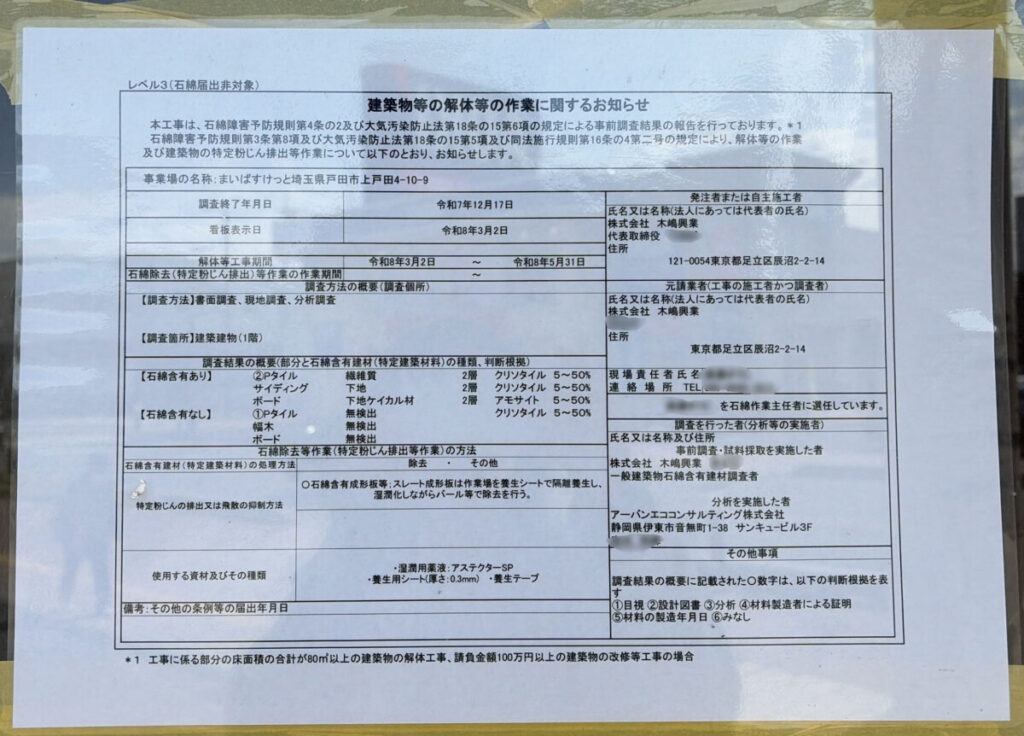 レベル3(石綿届出非対象)
建築物等の解体等の作業に関するお知らせ
本工事は、石綿障害予防規則第4条の2及び大気汚染防止法第18条の15第6項の規定による事前調査結果の報告を行っております。*1
石綿障害予防規則第3条第8項及び大気汚染防止法第18条の15第5項及び同法施行規則第16条の4第二号の規定により、解体等の作業
及び建築物の特定粉じん排出等作業について以下のとおり、お知らせします。
事業場の名称:まいばすけっと埼玉県戸田市上戸田4-10-9
調査終了年月日 令和7年12月17日
看板表示日 令和8年3月2日
解体等工事期間 令和8年3月2日 ~ 令和8年5月31日
石綿除去(特定粉じん排出)等作業の作業期間 ~
調査方法の概要(調査個所)
【調査方法】書面調査、現地調査、分析調査
【調査箇所】建築建物(1階)
調査結果の概要(部分と石綿含有建材(特定建築材料)の種類、判断根拠)
【石綿含有あり】 ②Pタイル 繊維質 2層 クリソタイル 5~50%
サイディング 下地 2層 クリソタイル 5~50%
ボード 下地ケイカル材 2層 アモサイト 5~50%
【石綿含有なし】 ①Pタイル 無検出 クリソタイル 5~50%
幅木 無検出
ボード 無検出
石綿除去等作業(特定粉じん排出等作業)の方法
石綿含有建材(特定建築材料)の処理方法 除去 ・ その他
特定粉じんの排出又は飛散の抑制方法
○石綿含有成形板等:スレート成形板は作業場を養生シートで隔離養生し、
湿潤化しながらバール等で除去を行う。
使用する資材及びその種類
・湿潤用薬液:アステクターSP
・養生用シート(厚さ:0.3mm) ・養生テープ
備考:その他の条例等の届出年月日
発注者または自主施工者
氏名又は名称(法人にあっては代表者の氏名)
株式会社 木嶋興業
代表取締役
住所
121-0054東京都足立区辰沼2-2-14
元請業者(工事の施工者かつ調査者)
氏名又は名称(法人にあっては代表者の氏名)
株式会社 木嶋興業
住所
東京都足立区辰沼2-2-14
現場責任者氏名
連絡場所 TEL
を石綿作業主任者に選任しています。
調査を行った者(分析等の実施者)
氏名又は名称及び住所
事前調査・試料採取を実施した者
株式会社 木嶋興業
一般建築物石綿含有建材調査者
分析を実施した者
アーバンエココンサルティング株式会社
静岡県伊東市音無町1-38 サンキュービル3F
その他事項
調査結果の概要に記載された○数字は、以下の判断根拠を表
す
①目視 ②設計図書 ③分析 ④材料製造者による証明
⑤材料の製造年月日 ⑥みなし
*1 工事に係る部分の床面積の合計が80㎡以上の建築物の解体工事、請負金額100万円以上の建築物の改修等工事の場合